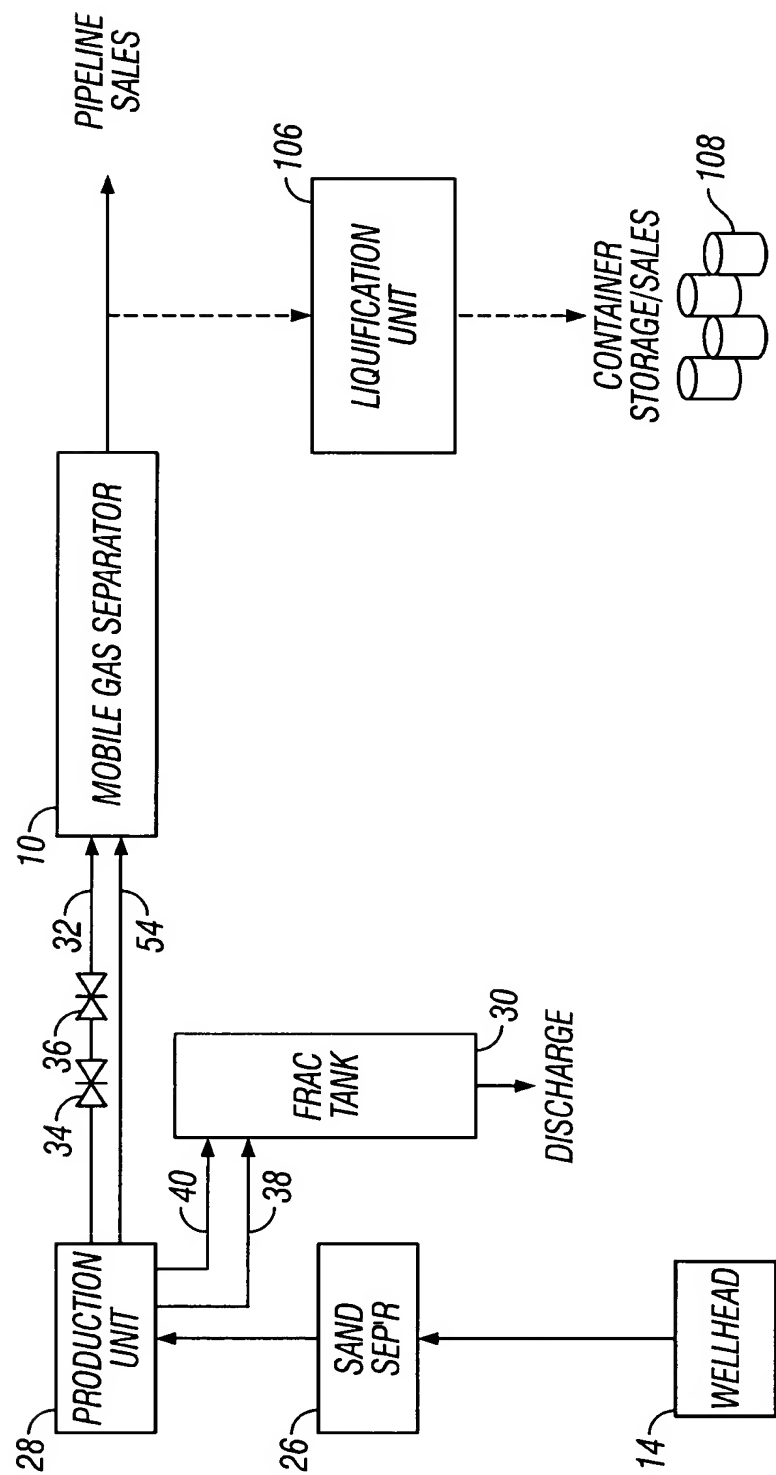 PIPELINE
SALES
10
MOBILE GAS SEPARATOR
32
54
36
34
106
LIQUIFICATION
UNIT
CONTAINER
STORAGE/SALES
108
28
PRODUCTION
UNIT
40
38
FRAC
TANK
30
DISCHARGE
26
SAND
SEP'R
14
WELLHEAD